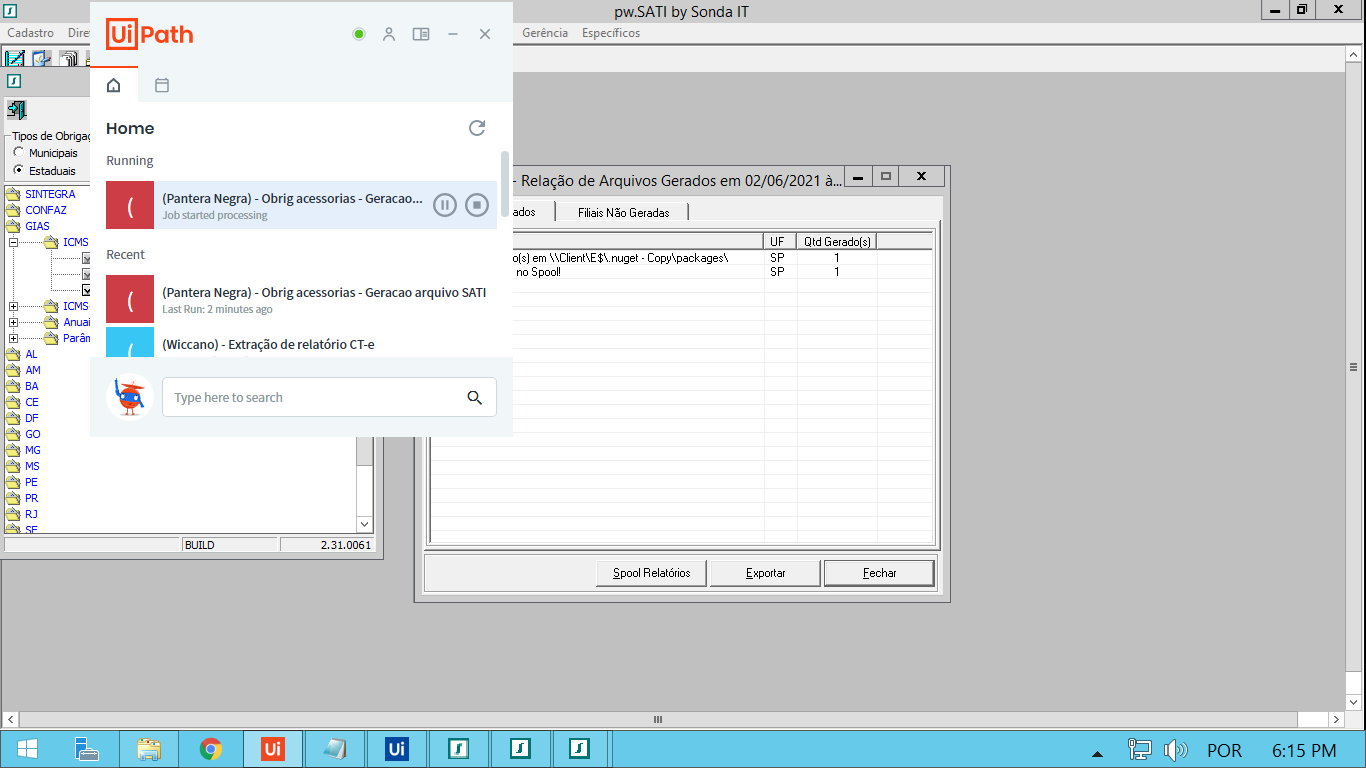 pw.SATI by Sonda IT
Cadastro
Gerência
Específicos
Ui Path
Home
Running
(Pantera Negra) - Obrig acessorias - Geracao...
Job started processing
Recent
(Pantera Negra) - Obrig acessorias - Geracao arquivo SATI
Last Run: 2 minutes ago
(Wiccano) - Extração de relatório CT-e
Type here to search
Tipos de Obrigaç
Municipais
Estaduais
SINTEGRA
CONFAZ
GIAS
ICMS
ICMS
Anuai
Parâm
AL
AM
BA
CE
DF
GO
MG
MS
PE
PR
RJ
SE
BUILD
2.31.0061
- Relação de Arquivos Gerados em 02/06/2021 à...
ados
Filiais Não Geradas
UF
Qtd Gerado(s)
o(s) em \\Client\E$\.nuget - Copy\packages\ SP 1
no Spool! SP 1
Spool Relatórios
Exportar
Fechar
Ui
Ui
POR
6:15 PM